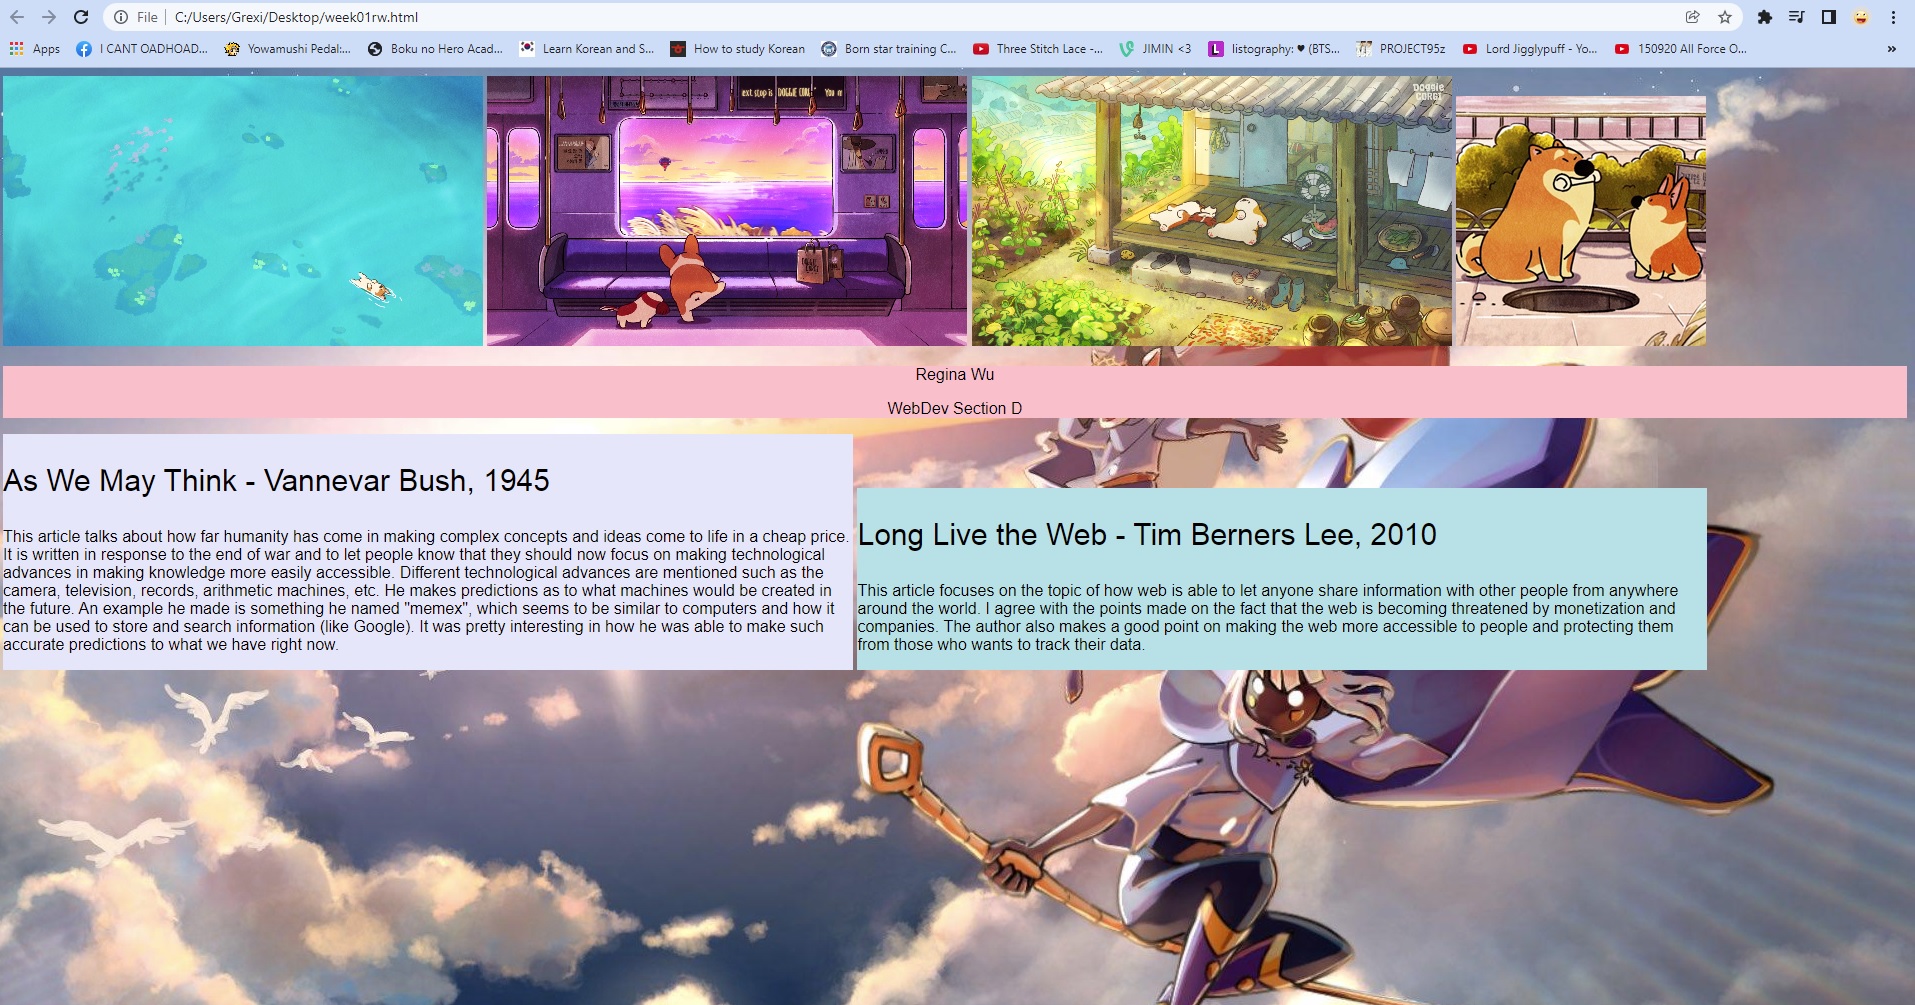 File | C:/Users/Grexi/Desktop/week01rw.html
Apps
I CANT OADHOAD...
Yowamushi Pedal:...
Boku no Hero Acad...
Learn Korean and S...
How to study Korean
Born star training C...
Three Stitch Lace -...
JIMIN <3
L listography: ♥ (BTS...
PROJECT95z
Lord Jigglypuff - Yo...
150920 All Force O...
»
ext stop is DOGGIE CORGI You
Doggie
CORGI
Regina Wu
WebDev Section D
As We May Think - Vannevar Bush, 1945
This article talks about how far humanity has come in making complex concepts and ideas come to life in a cheap price.
It is written in response to the end of war and to let people know that they should now focus on making technological
advances in making knowledge more easily accessible. Different technological advances are mentioned such as the
camera, television, records, arithmetic machines, etc. He makes predictions as to what machines would be created in
the future. An example he made is something he named "memex", which seems to be similar to computers and how it
can be used to store and search information (like Google). It was pretty interesting in how he was able to make such
accurate predictions to what we have right now.
Long Live the Web - Tim Berners Lee, 2010
This article focuses on the topic of how web is able to let anyone share information with other people from anywhere
around the world. I agree with the points made on the fact that the web is becoming threatened by monetization and
companies. The author also makes a good point on making the web more accessible to people and protecting them
from those who wants to track their data.